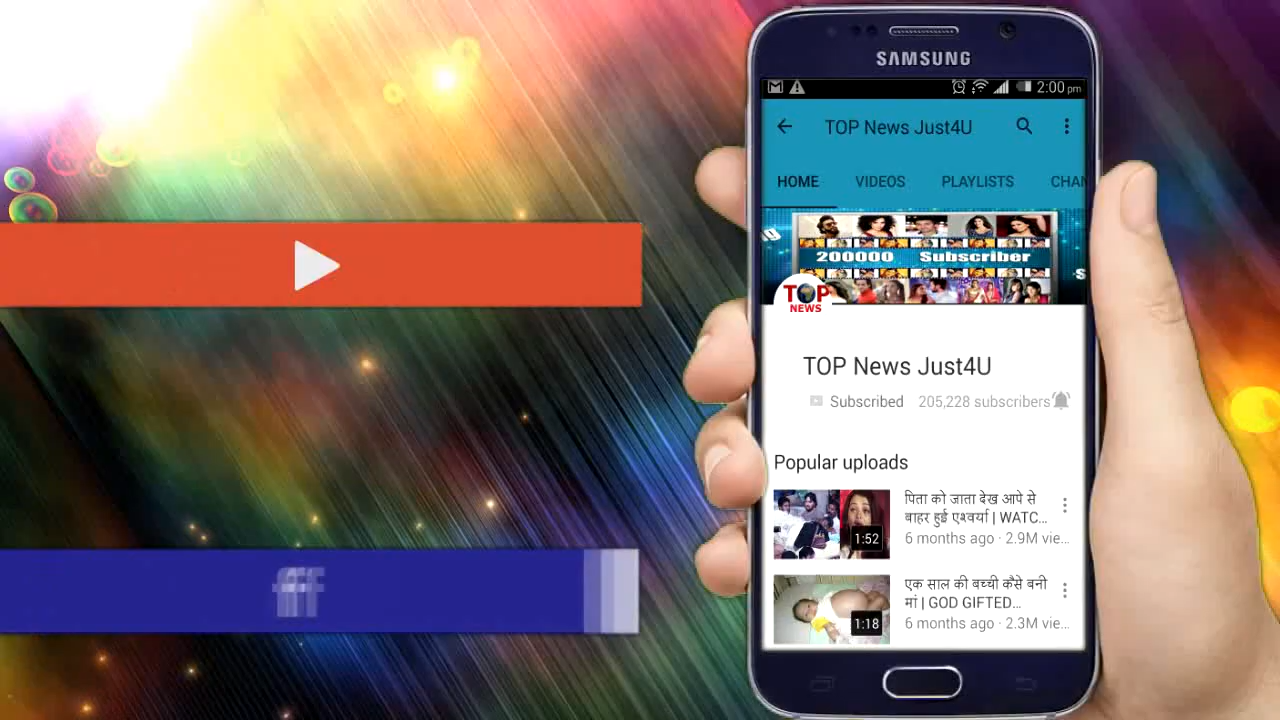 SAMSUNG
2:00 pm
TOP News Just4U
HOME VIDEOS PLAYLISTS CHAN
200000 Subscriber
TOP
NEWS
TOP News Just4U
Subscribed 205,228 subscribers
Popular uploads
पिता को जाता देख आपे से
बाहर हुई एश्वर्या | WATC...
1:52
6 months ago · 2.9M vie...
एक साल की बच्ची कैसे बनी
मां | GOD GIFTED...
1:18
6 months ago · 2.3M vie...